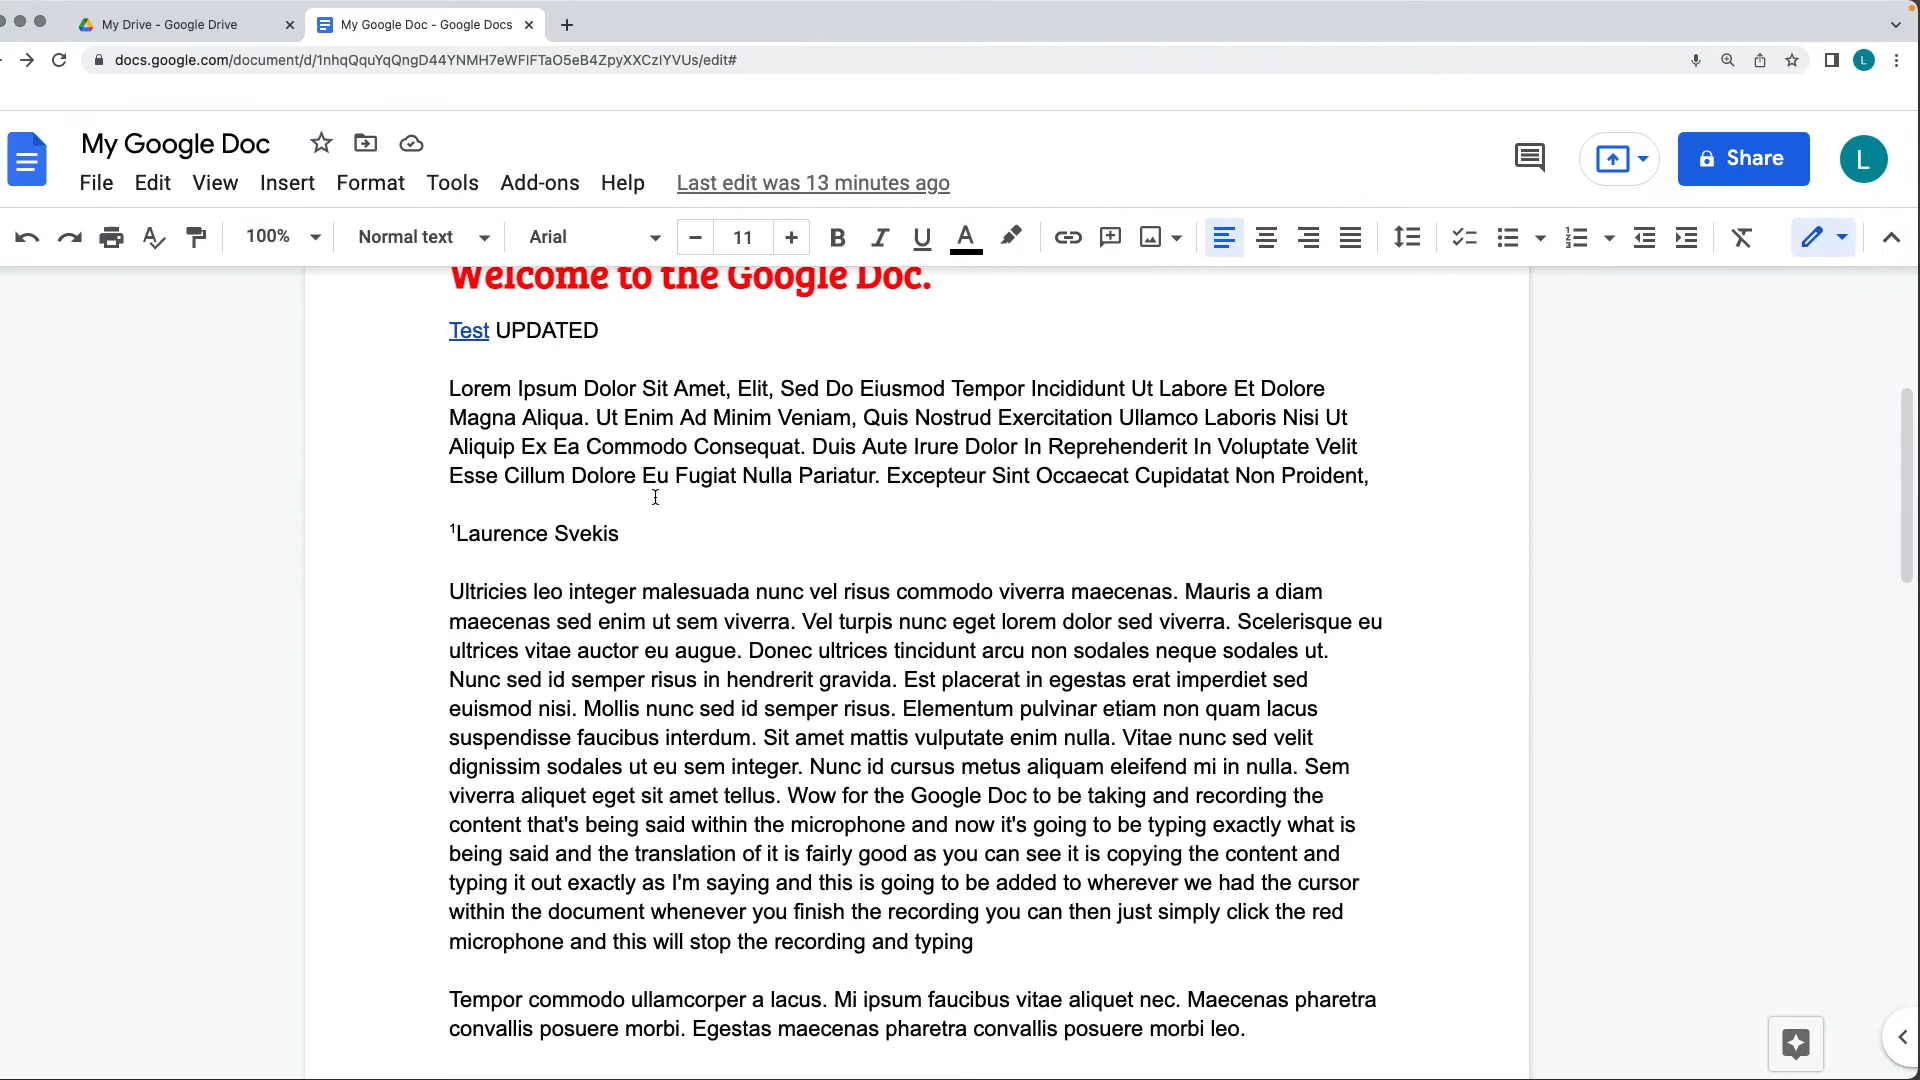 My Drive - Google Drive
My Google Doc - Google Docs
docs.google.com/document/d/1nhqQquYqQngD44YNMH7eWFlFTaO5eB4ZpyXXCzlYVUs/edit#
My Google Doc
File Edit View Insert Format Tools Add-ons Help Last edit was 13 minutes ago
Share
L
L
100% Normal text Arial 11
Welcome to the Google Doc.
Test UPDATED
Lorem Ipsum Dolor Sit Amet, Elit, Sed Do Eiusmod Tempor Incididunt Ut Labore Et Dolore
Magna Aliqua. Ut Enim Ad Minim Veniam, Quis Nostrud Exercitation Ullamco Laboris Nisi Ut
Aliquip Ex Ea Commodo Consequat. Duis Aute Irure Dolor In Reprehenderit In Voluptate Velit
Esse Cillum Dolore Eu Fugiat Nulla Pariatur. Excepteur Sint Occaecat Cupidatat Non Proident,
¹Laurence Svekis
Ultricies leo integer malesuada nunc vel risus commodo viverra maecenas. Mauris a diam
maecenas sed enim ut sem viverra. Vel turpis nunc eget lorem dolor sed viverra. Scelerisque eu
ultrices vitae auctor eu augue. Donec ultrices tincidunt arcu non sodales neque sodales ut.
Nunc sed id semper risus in hendrerit gravida. Est placerat in egestas erat imperdiet sed
euismod nisi. Mollis nunc sed id semper risus. Elementum pulvinar etiam non quam lacus
suspendisse faucibus interdum. Sit amet mattis vulputate enim nulla. Vitae nunc sed velit
dignissim sodales ut eu sem integer. Nunc id cursus metus aliquam eleifend mi in nulla. Sem
viverra aliquet eget sit amet tellus. Wow for the Google Doc to be taking and recording the
content that's being said within the microphone and now it's going to be typing exactly what is
being said and the translation of it is fairly good as you can see it is copying the content and
typing it out exactly as I'm saying and this is going to be added to wherever we had the cursor
within the document whenever you finish the recording you can then just simply click the red
microphone and this will stop the recording and typing
Tempor commodo ullamcorper a lacus. Mi ipsum faucibus vitae aliquet nec. Maecenas pharetra
convallis posuere morbi. Egestas maecenas pharetra convallis posuere morbi leo.